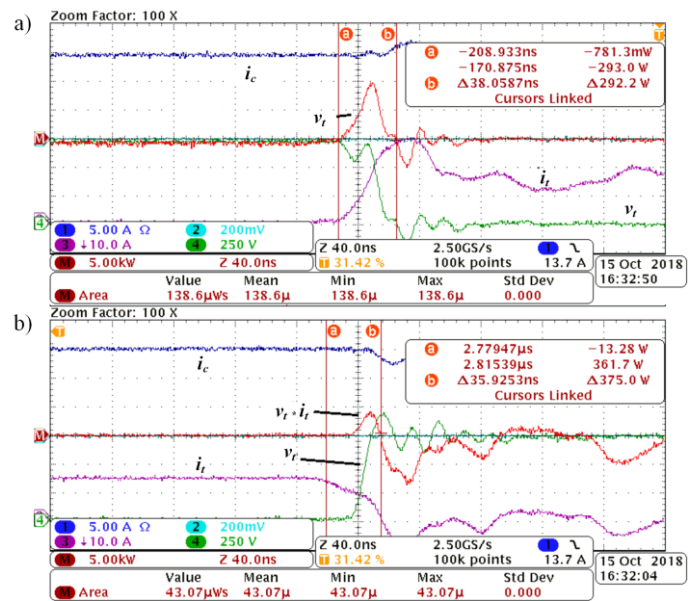 a)
Zoom Factor: 100 X
a b
T
a -208.933ns -781.3mW
-170.875ns -293.0 W
b Δ38.0587ns Δ292.2 W
Cursors Linked
i_c
v_t
M
i_t
v_t
4
1 5.00 A Ω 2 200mV
3 ↓10.0 A 4 250 V
M 5.00kW Z 40.0ns
Z 40.0ns 2.50GS/s 1
T 31.42 % 100k points 13.7 A
15 Oct 2018
16:32:50
Value Mean Min Max Std Dev
M Area 138.6µWs 138.6µ 138.6µ 138.6µ 0.000
b)
Zoom Factor: 100 X
T
a b
a 2.77947µs -13.28 W
2.81539µs 361.7 W
b Δ35.9253ns Δ375.0 W
Cursors Linked
i_c
v_t * i_t
M
i_t
v_t
4
1 5.00 A Ω 2 200mV
3 ↓10.0 A 4 250 V
M 5.00kW Z 40.0ns
Z 40.0ns 2.50GS/s 1
T 31.42 % 100k points 13.7 A
15 Oct 2018
16:32:04
Value Mean Min Max Std Dev
M Area 43.07µWs 43.07µ 43.07µ 43.07µ 0.000